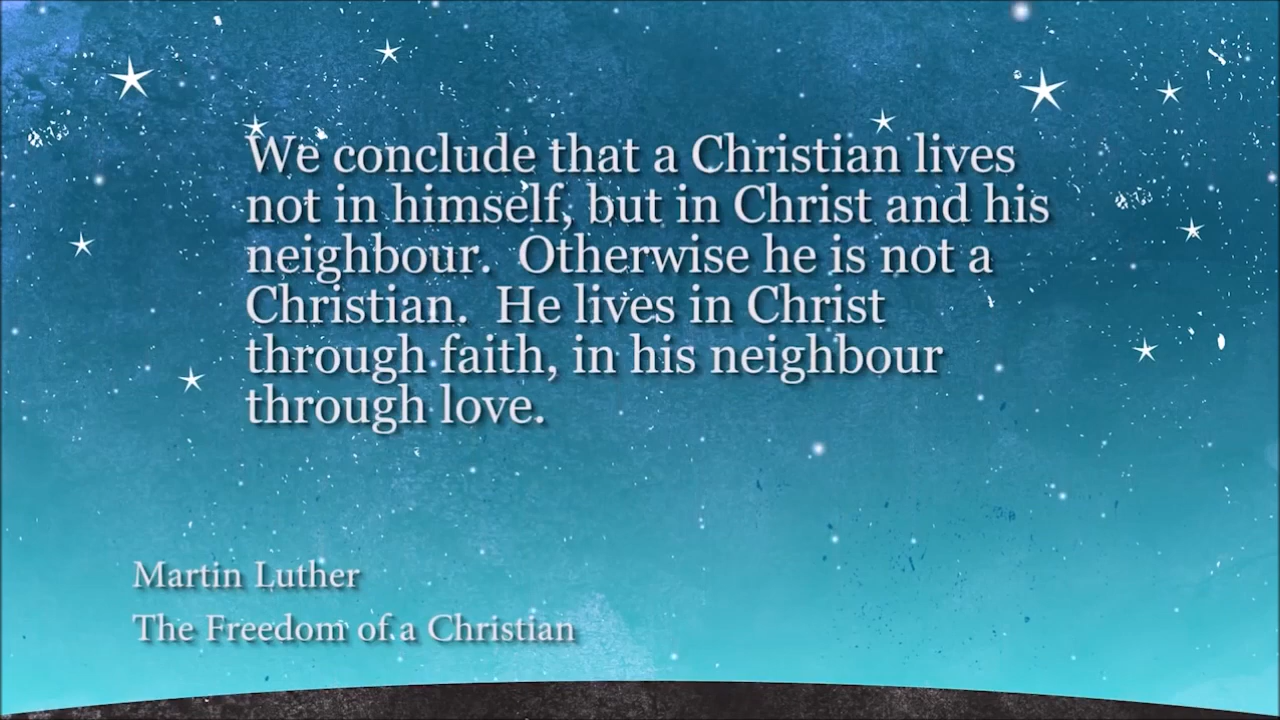 We conclude that a Christian lives
not in himself, but in Christ and his
neighbour.  Otherwise he is not a
Christian.  He lives in Christ
through faith, in his neighbour
through love.
Martin Luther
The Freedom of a Christian